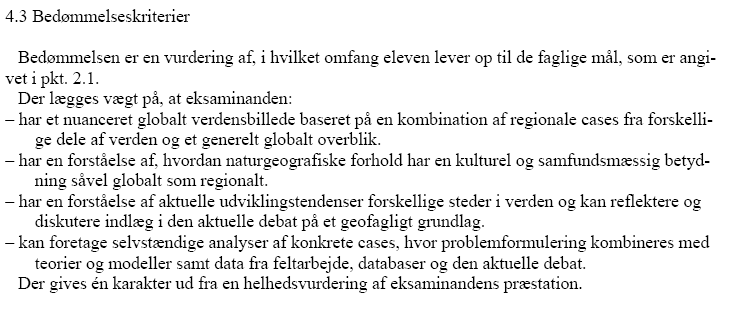 4.3 Bedømmelseskriterier
Bedømmelsen er en vurdering af, i hvilket omfang eleven lever op til de faglige mål, som er angi-
vet i pkt. 2.1.
Der lægges vægt på, at eksaminanden:
– har et nuanceret globalt verdensbillede baseret på en kombination af regionale cases fra forskelli-
ge dele af verden og et generelt globalt overblik.
– har en forståelse af, hvordan naturgeografiske forhold har en kulturel og samfundsmæssig betyd-
ning såvel globalt som regionalt.
– har en forståelse af aktuelle udviklingstendenser forskellige steder i verden og kan reflektere og
diskutere indlæg i den aktuelle debat på et geofagligt grundlag.
– kan foretage selvstændige analyser af konkrete cases, hvor problemformulering kombineres med
teorier og modeller samt data fra feltarbejde, databaser og den aktuelle debat.
Der gives én karakter ud fra en helhedsvurdering af eksaminandens præstation.